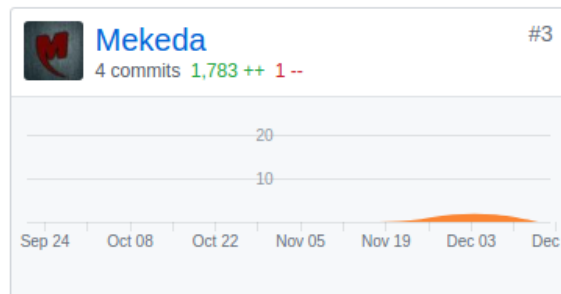 M
Mekeda
#3
4 commits 1,783 ++ 1 --
20
10
Sep 24 Oct 08 Oct 22 Nov 05 Nov 19 Dec 03 Dec